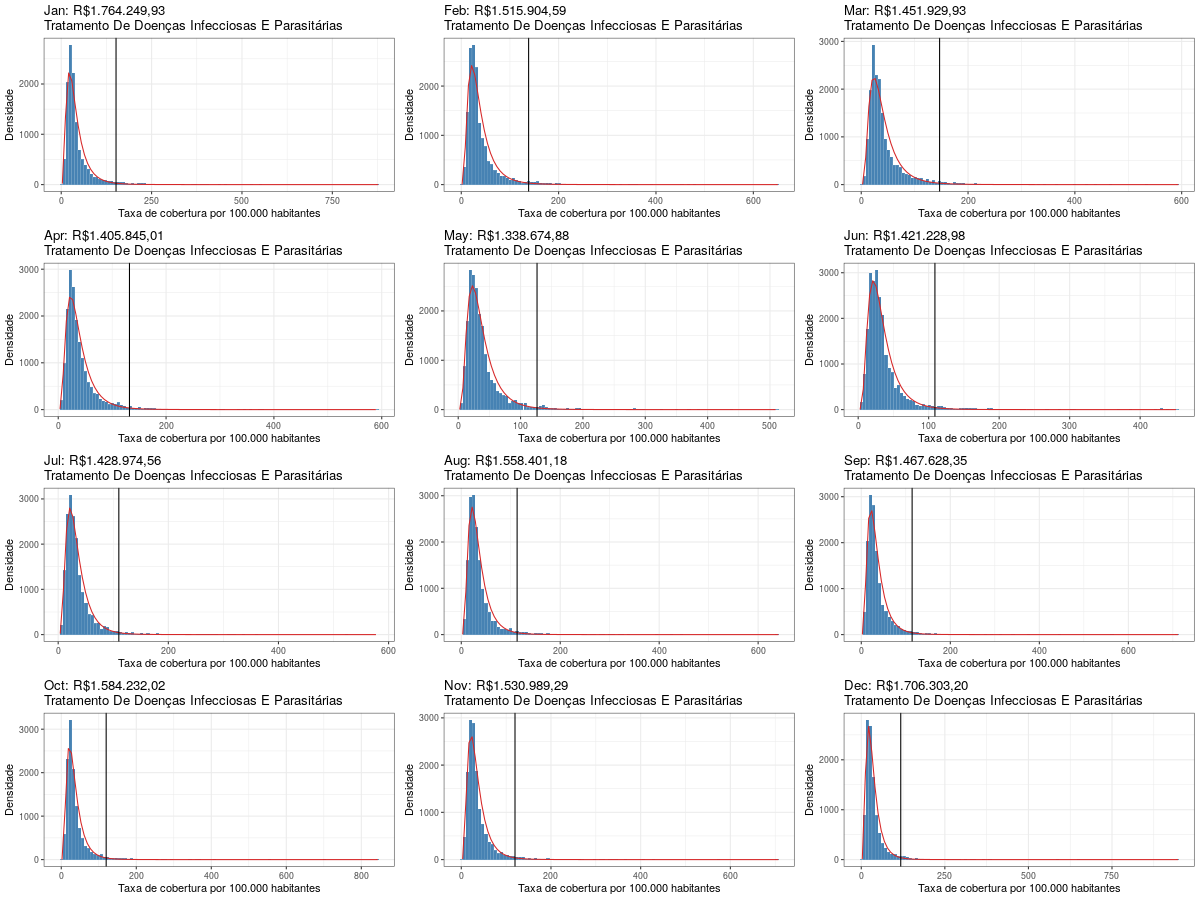 Jan: R$1.764.249,93
Tratamento De Doenças Infecciosas E Parasitárias
Densidade
2000
1000
0
0 250 500 750
Taxa de cobertura por 100.000 habitantes
Feb: R$1.515.904,59
Tratamento De Doenças Infecciosas E Parasitárias
Densidade
2000
1000
0
0 200 400 600
Taxa de cobertura por 100.000 habitantes
Mar: R$1.451.929,93
Tratamento De Doenças Infecciosas E Parasitárias
Densidade
3000
2000
1000
0
0 200 400 600
Taxa de cobertura por 100.000 habitantes
Apr: R$1.405.845,01
Tratamento De Doenças Infecciosas E Parasitárias
Densidade
3000
2000
1000
0
0 200 400 600
Taxa de cobertura por 100.000 habitantes
May: R$1.338.674,88
Tratamento De Doenças Infecciosas E Parasitárias
Densidade
2000
1000
0
0 100 200 300 400 500
Taxa de cobertura por 100.000 habitantes
Jun: R$1.421.228,98
Tratamento De Doenças Infecciosas E Parasitárias
Densidade
3000
2000
1000
0
0 100 200 300 400
Taxa de cobertura por 100.000 habitantes
Jul: R$1.428.974,56
Tratamento De Doenças Infecciosas E Parasitárias
Densidade
3000
2000
1000
0
0 200 400 600
Taxa de cobertura por 100.000 habitantes
Aug: R$1.558.401,18
Tratamento De Doenças Infecciosas E Parasitárias
Densidade
3000
2000
1000
0
0 200 400 600
Taxa de cobertura por 100.000 habitantes
Sep: R$1.467.628,35
Tratamento De Doenças Infecciosas E Parasitárias
Densidade
3000
2000
1000
0
0 200 400 600
Taxa de cobertura por 100.000 habitantes
Oct: R$1.584.232,02
Tratamento De Doenças Infecciosas E Parasitárias
Densidade
3000
2000
1000
0
0 200 400 600 800
Taxa de cobertura por 100.000 habitantes
Nov: R$1.530.989,29
Tratamento De Doenças Infecciosas E Parasitárias
Densidade
3000
2000
1000
0
0 200 400 600
Taxa de cobertura por 100.000 habitantes
Dec: R$1.706.303,20
Tratamento De Doenças Infecciosas E Parasitárias
Densidade
2000
1000
0
0 250 500 750
Taxa de cobertura por 100.000 habitantes